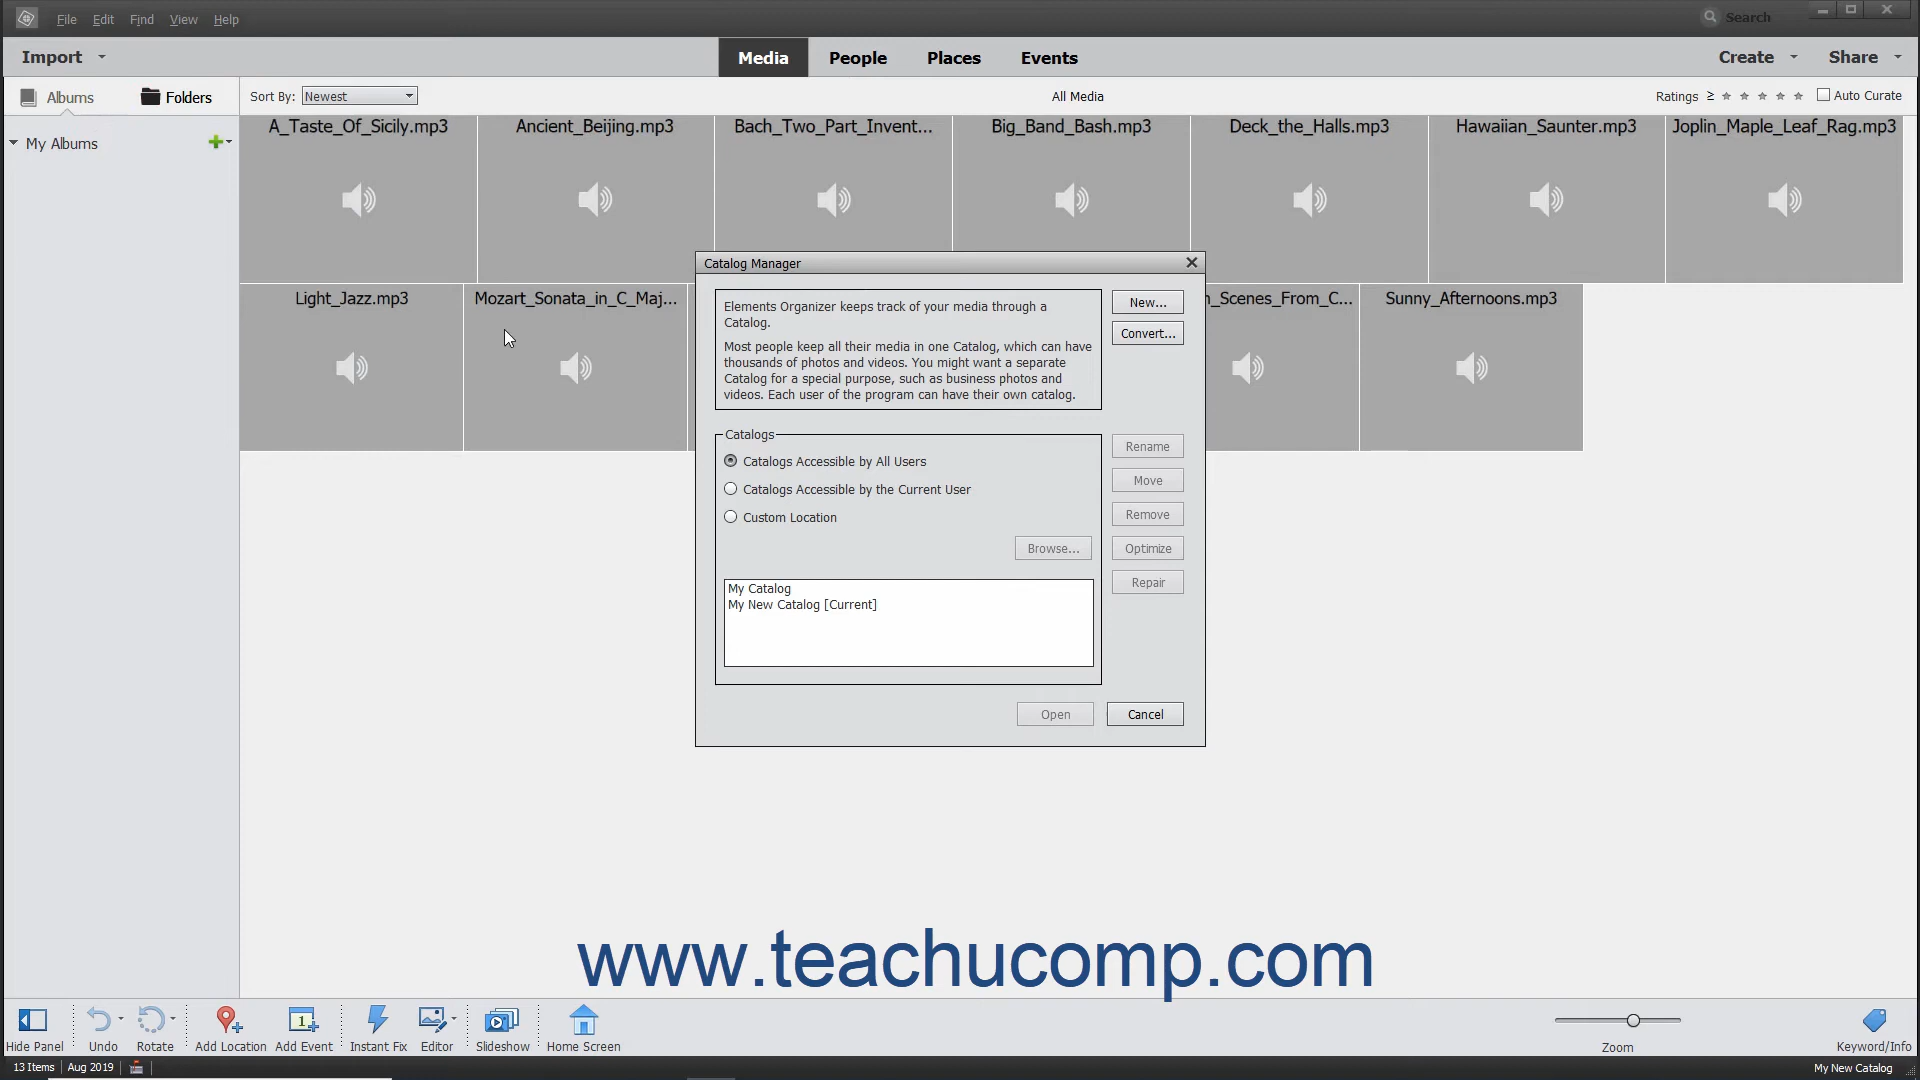 File Edit Find View Help Search
Import Media People Places Events Create Share
Albums Folders Sort By: Newest All Media Ratings ≥ Auto Curate
My Albums
A_Taste_Of_Sicily.mp3 Ancient_Beijing.mp3 Bach_Two_Part_Invent... Big_Band_Bash.mp3 Deck_the_Halls.mp3 Hawaiian_Saunter.mp3 Joplin_Maple_Leaf_Rag.mp3
Light_Jazz.mp3 Mozart_Sonata_in_C_Maj... _Scenes_From_C... Sunny_Afternoons.mp3
Catalog Manager
Elements Organizer keeps track of your media through a
Catalog.
Most people keep all their media in one Catalog, which can have
thousands of photos and videos. You might want a separate
Catalog for a special purpose, such as business photos and
videos. Each user of the program can have their own catalog.
New...
Convert...
Catalogs
Catalogs Accessible by All Users
Catalogs Accessible by the Current User
Custom Location
Browse...
My Catalog
My New Catalog [Current]
Rename
Move
Remove
Optimize
Repair
Open Cancel
www.teachucomp.com
Hide Panel Undo Rotate Add Location 1 Add Event Instant Fix Editor Slideshow Home Screen Zoom Keyword/Info
13 Items Aug 2019 My New Catalog